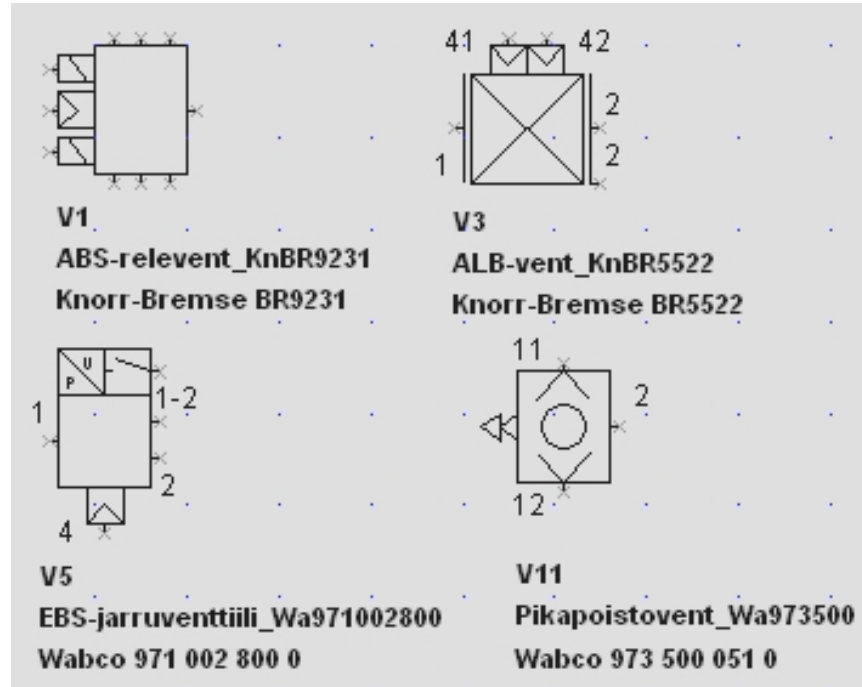 41 42
2
1 2
V1
ABS-relevent_KnBR9231
Knorr-Bremse BR9231
V3
ALB-vent_KnBR5522
Knorr-Bremse BR5522
U
P
1 1-2
2
4
V5
EBS-jarruventtiili_Wa971002800
Wabco 971 002 800 0
11
2
12
V11
Pikapoistovent_Wa973500
Wabco 973 500 051 0